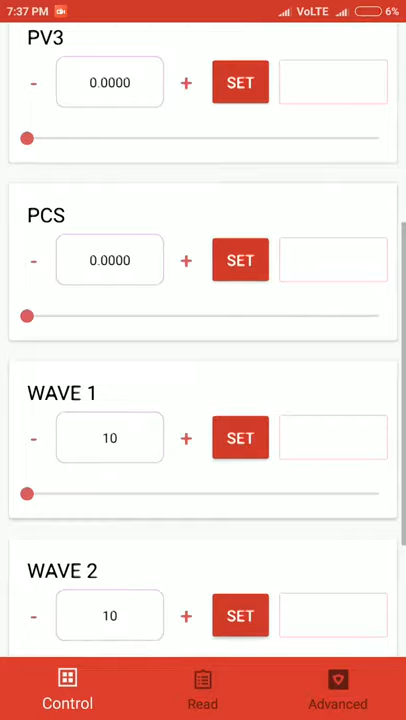 7:37 PM VoLTE 6%
PV3
- 0.0000 + SET
PCS
- 0.0000 + SET
WAVE 1
- 10 + SET
WAVE 2
- 10 + SET
Control Read Advanced